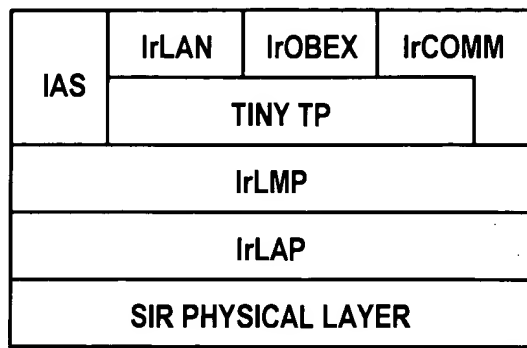 IAS
IrLAN IrOBEX IrCOMM
TINY TP
IrLMP
IrLAP
SIR PHYSICAL LAYER